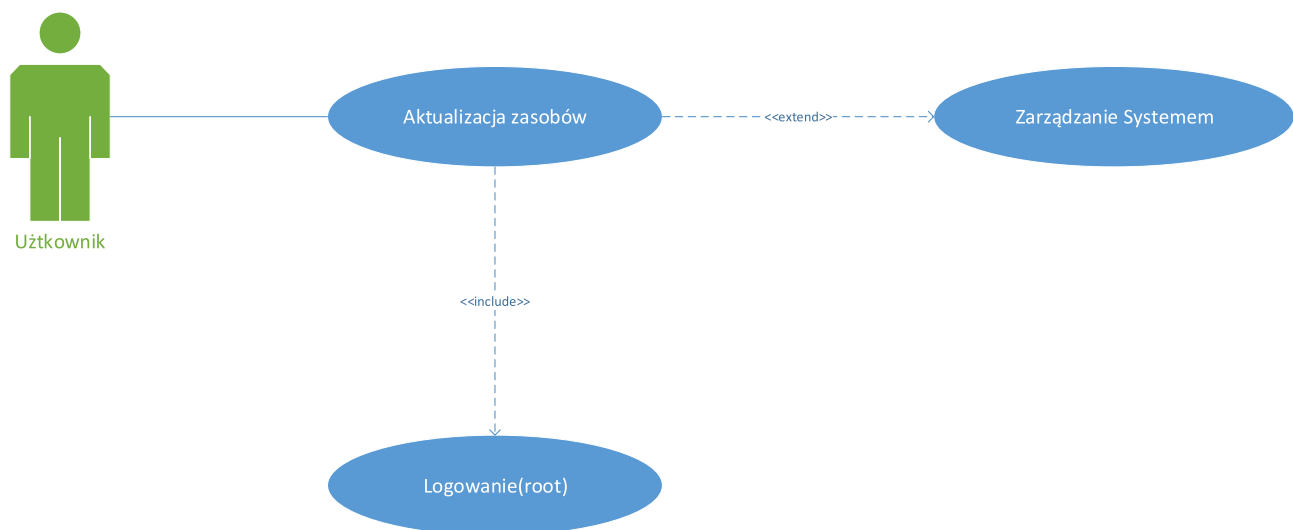 Aktualizacja zasobów
<<extend>>
Zarządzanie Systemem
Użtkownik
<<include>>
Logowanie(root)